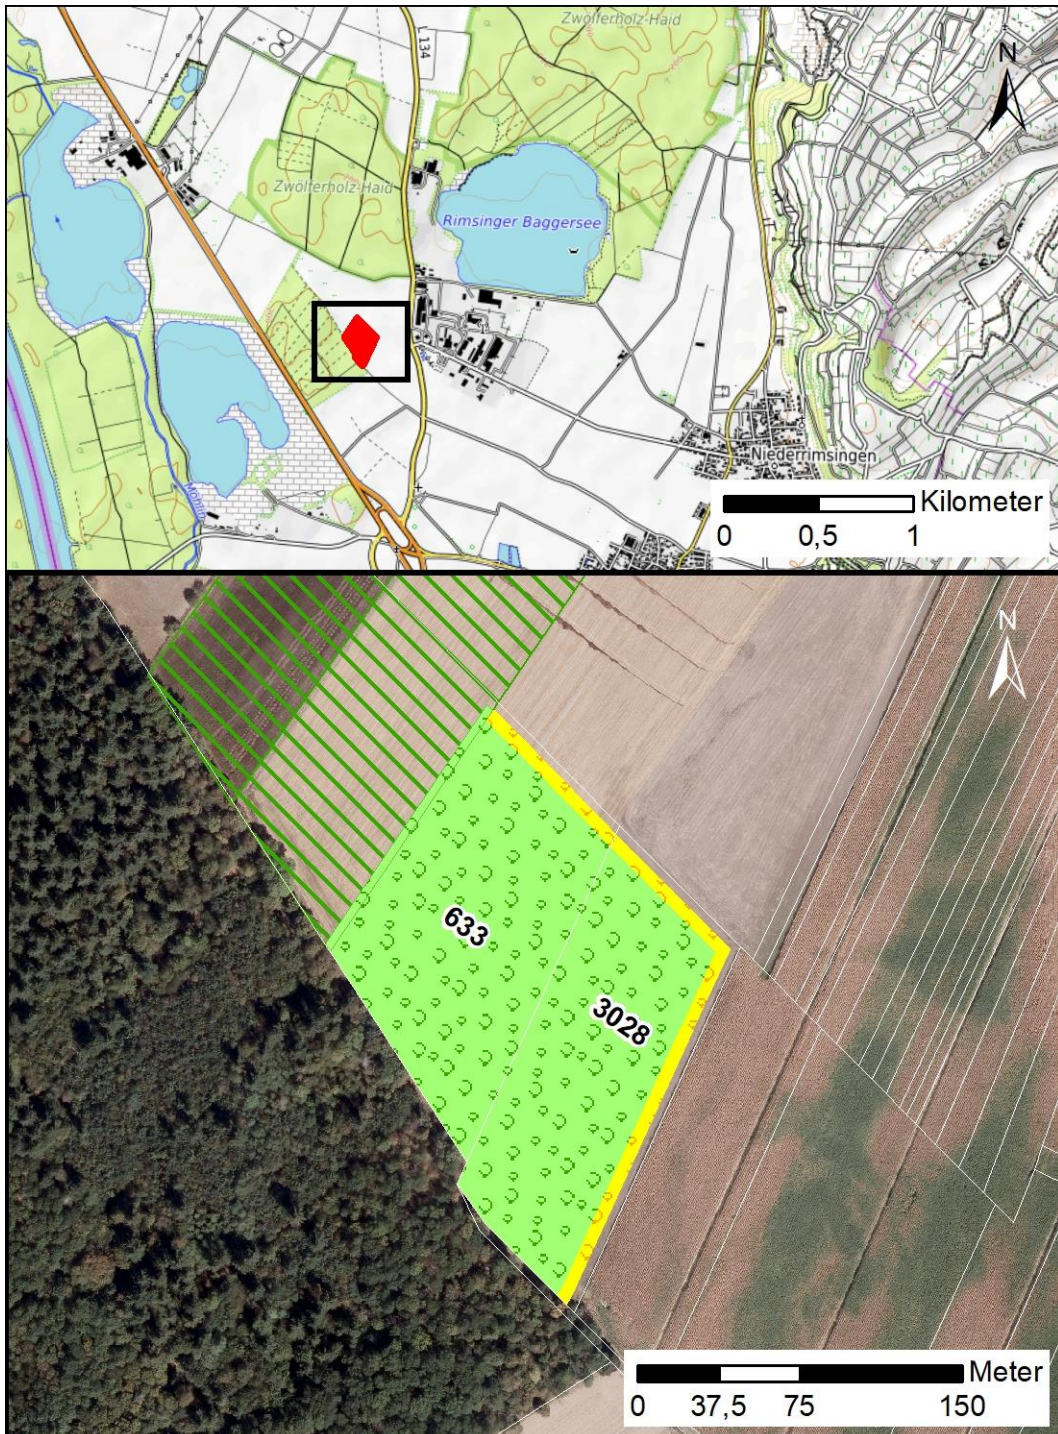 Zwölferholz-Haid
L 134
N
Zwölferholz-Haid
Rimsinger Baggersee
Niederrimsingen
Möhlin
Kilometer
0 0,5 1
N
633
3028
Meter
0 37,5 75 150